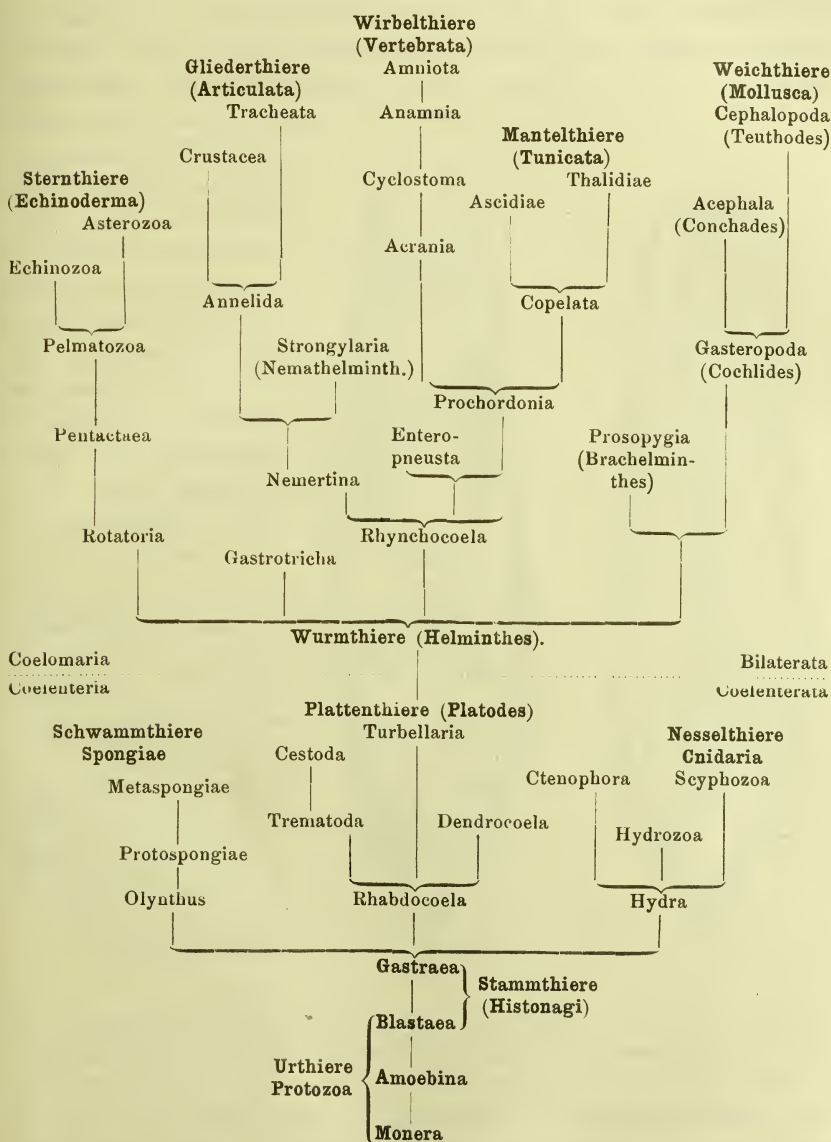 Wirbelthiere
(Vertebrata)
Amniota
Anamnia
Cyclostoma
Acrania
Gliederthiere
(Articulata)
Tracheata
Crustacea
Annelida
Weichthiere
(Mollusca)
Cephalopoda
(Teuthodes)
Acephala
(Conchades)
Gasteropoda
(Cochlides)
Mantelthiere
(Tunicata)
Thalidiae
Ascidiae
Copelata
Sternthiere
(Echinoderma)
Asterozoa
Echinozoa
Pelmatozoa
Pentactaea
Rotatoria
Strongylaria
(Nemathelminth.)
Prochordonia
Entero-
pneusta
Nemertina
Prosopygia
(Brachelmin-
thes)
Rhynchocoela
Gastrotricha
Wurmthiere (Helminthes).
Coelomaria
Bilaterata
Coelenteria
Coelenterata
Plattenthiere (Platodes)
Turbellaria
Schwammthiere
Spongiae
Metaspongiae
Protospongiae
Olynthus
Cestoda
Trematoda
Dendrocoela
Rhabdocoela
Nesselthiere
Cnidaria
Ctenophora
Scyphozoa
Hydrozoa
Hydra
Gastraea
Stammthiere
(Histonagi)
Blastaea
Urthiere
Protozoa
Amoebina
Monera